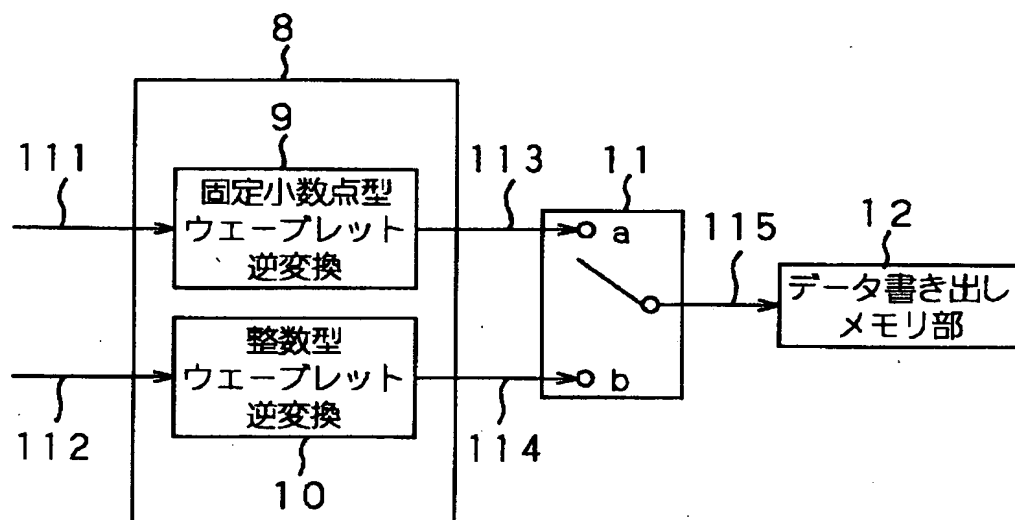 8
9
111
固定小数点型
ウエーブレット
逆変換
113
11
a
115
12
データ書き出し
メモリ部
整数型
ウエーブレット
逆変換
b
112
114
10